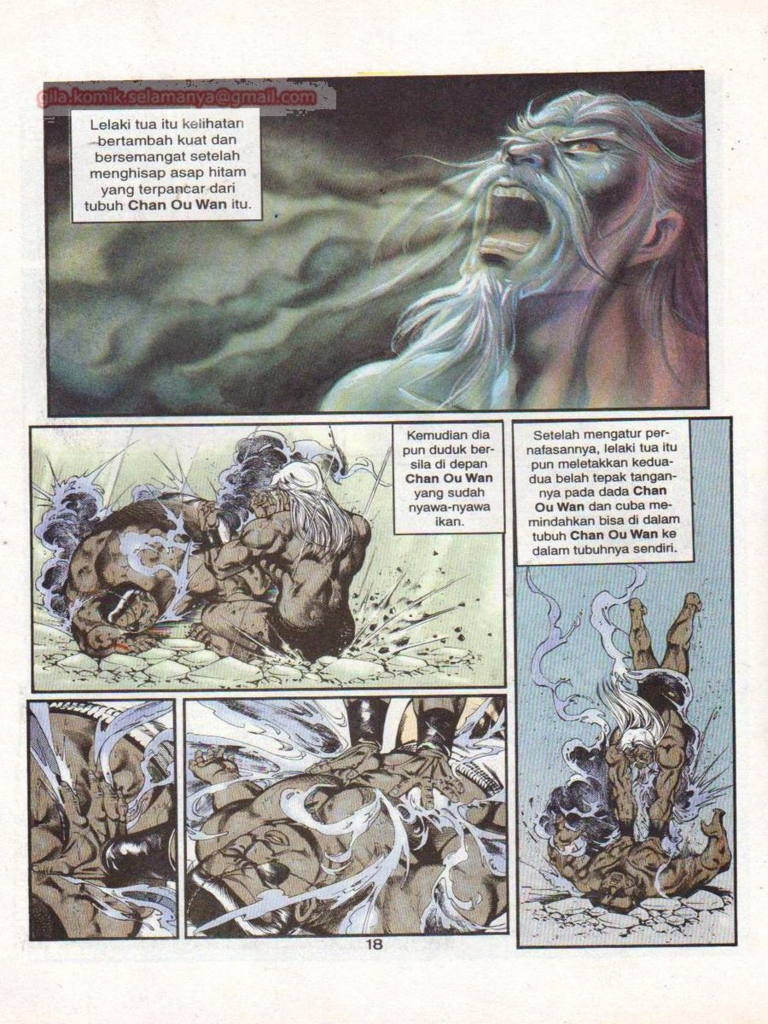 gila.komik.selamanya@gmail.com
Lelaki tua itu kelihatan
bertambah kuat dan
bersemangat setelah
menghisap asap hitam
yang terpancar dari
tubuh Chan Ou Wan itu.
Kemudian dia
pun duduk ber-
sila di depan
Chan Ou Wan
yang sudah
nyawa-nyawa
ikan.
Setelah mengatur per-
nafasannya, lelaki tua itu
pun meletakkan kedua-
dua belah tepak tangan-
nya pada dada Chan
Ou Wan dan cuba me-
mindahkan bisa di dalam
tubuh Chan Ou Wan ke
dalam tubuhnya sendiri.
18